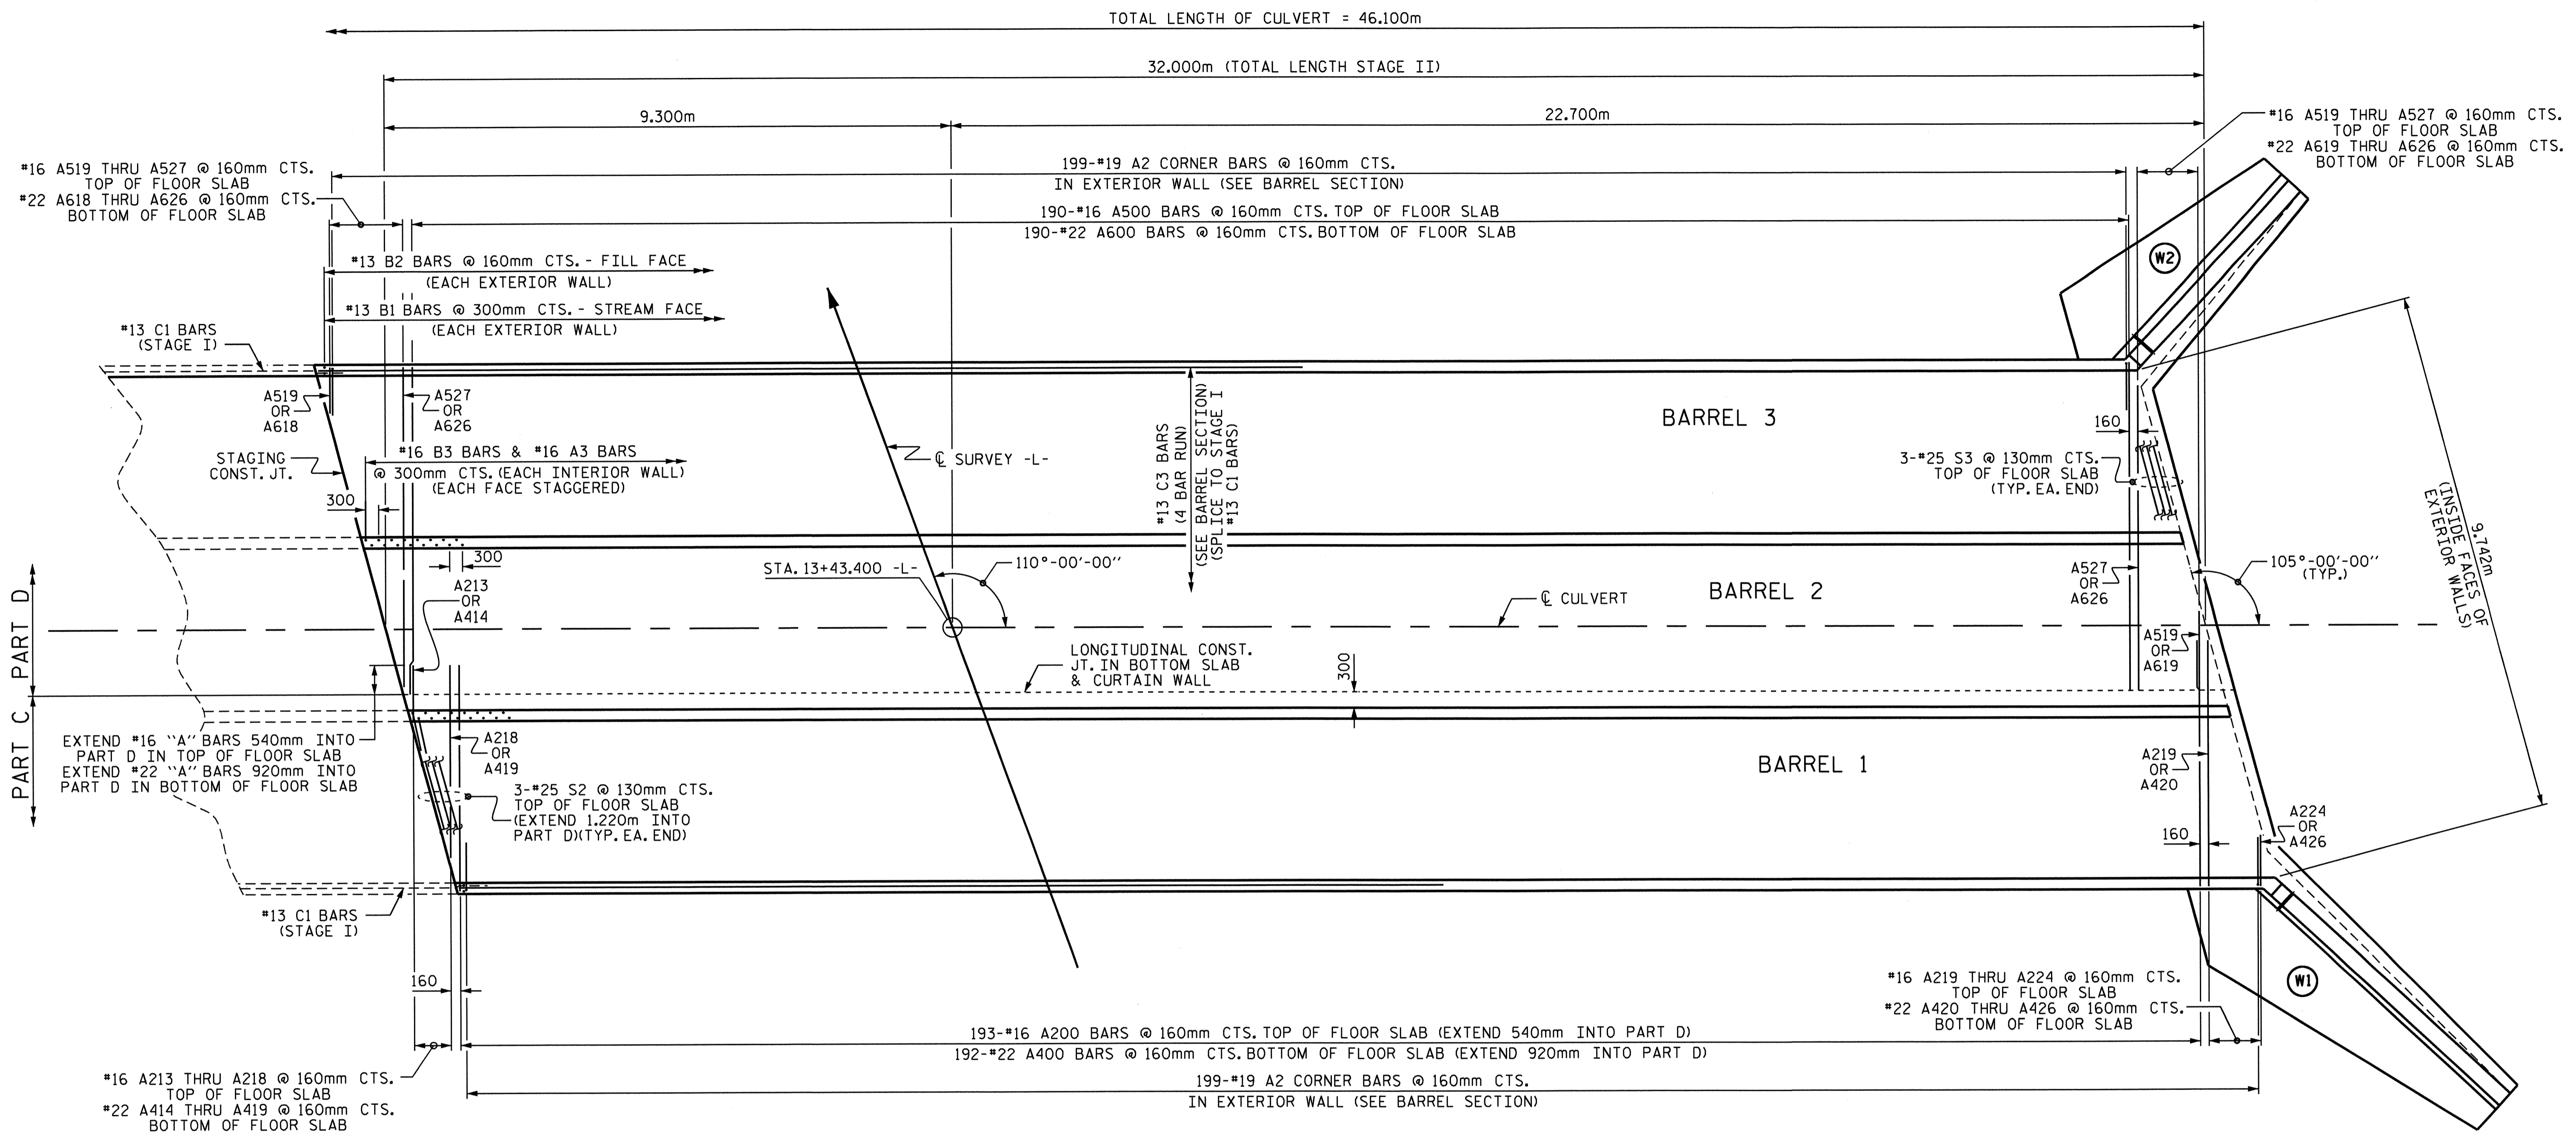 TOTAL LENGTH OF CULVERT = 46.100m
32.000m (TOTAL LENGTH STAGE II)
9.300m
22.700m
#16 A519 THRU A527 @ 160mm CTS.
TOP OF FLOOR SLAB
#22 A619 THRU A626 @ 160mm CTS.
BOTTOM OF FLOOR SLAB
#16 A519 THRU A527 @ 160mm CTS.
TOP OF FLOOR SLAB
#22 A618 THRU A626 @ 160mm CTS.
BOTTOM OF FLOOR SLAB
199-#19 A2 CORNER BARS @ 160mm CTS.
IN EXTERIOR WALL (SEE BARREL SECTION)
190-#16 A500 BARS @ 160mm CTS. TOP OF FLOOR SLAB
190-#22 A600 BARS @ 160mm CTS. BOTTOM OF FLOOR SLAB
W2
#13 B2 BARS @ 160mm CTS. - FILL FACE
(EACH EXTERIOR WALL)
#13 B1 BARS @ 300mm CTS. - STREAM FACE
(EACH EXTERIOR WALL)
#13 C1 BARS
(STAGE I)
A519
OR
A618
A527
OR
A626
BARREL 3
160
STAGING
CONST. JT.
#16 B3 BARS & #16 A3 BARS
@ 300mm CTS. (EACH INTERIOR WALL)
(EACH FACE STAGGERED)
300
℄ SURVEY -L-
#13 C3 BARS
(4 BAR RUN)
(SEE BARREL SECTION)
(SPLICE TO STAGE I
#13 C1 BARS)
3-#25 S3 @ 130mm CTS.
TOP OF FLOOR SLAB
(TYP. EA. END)
9.742m
(INSIDE FACES OF
EXTERIOR WALLS)
300
STA. 13+43.400 -L-
110°-00'-00"
A213
OR
A414
BARREL 2
A527
OR
A626
105°-00'-00"
(TYP.)
℄ CULVERT
PART D
PART C
LONGITUDINAL CONST.
JT. IN BOTTOM SLAB
& CURTAIN WALL
300
A519
OR
A619
EXTEND #16 "A" BARS 540mm INTO
PART D IN TOP OF FLOOR SLAB
EXTEND #22 "A" BARS 920mm INTO
PART D IN BOTTOM OF FLOOR SLAB
A218
OR
A419
BARREL 1
A219
OR
A420
3-#25 S2 @ 130mm CTS.
TOP OF FLOOR SLAB
(EXTEND 1.220m INTO
PART D)(TYP. EA. END)
160
A224
OR
A426
#13 C1 BARS
(STAGE I)
160
#16 A219 THRU A224 @ 160mm CTS.
TOP OF FLOOR SLAB
#22 A420 THRU A426 @ 160mm CTS.
BOTTOM OF FLOOR SLAB
W1
193-#16 A200 BARS @ 160mm CTS. TOP OF FLOOR SLAB (EXTEND 540mm INTO PART D)
192-#22 A400 BARS @ 160mm CTS. BOTTOM OF FLOOR SLAB (EXTEND 920mm INTO PART D)
#16 A213 THRU A218 @ 160mm CTS.
TOP OF FLOOR SLAB
#22 A414 THRU A419 @ 160mm CTS.
BOTTOM OF FLOOR SLAB
199-#19 A2 CORNER BARS @ 160mm CTS.
IN EXTERIOR WALL (SEE BARREL SECTION)